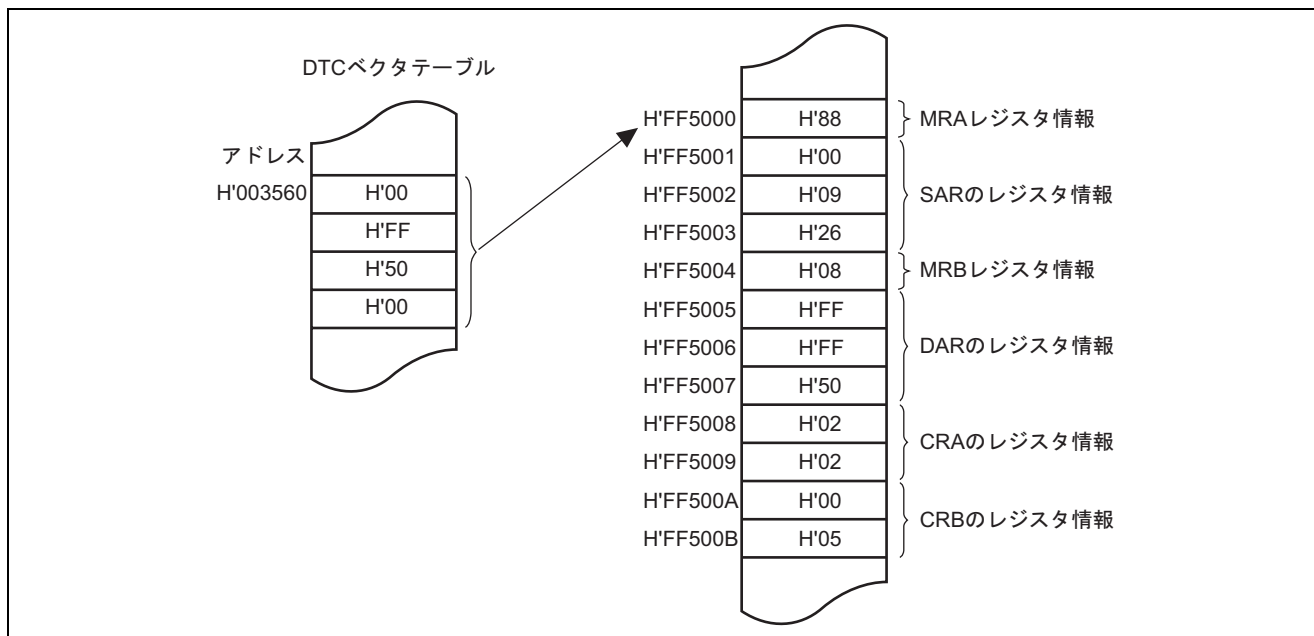 DTCベクタテーブル
アドレス
H'003560 H'00
H'FF
H'50
H'00
H'FF5000 H'88 MRAレジスタ情報
H'FF5001 H'00
H'FF5002 H'09 SARのレジスタ情報
H'FF5003 H'26
H'FF5004 H'08 MRBレジスタ情報
H'FF5005 H'FF
H'FF5006 H'FF DARのレジスタ情報
H'FF5007 H'50
H'FF5008 H'02
CRAのレジスタ情報
H'FF5009 H'02
H'FF500A H'00
CRBのレジスタ情報
H'FF500B H'05